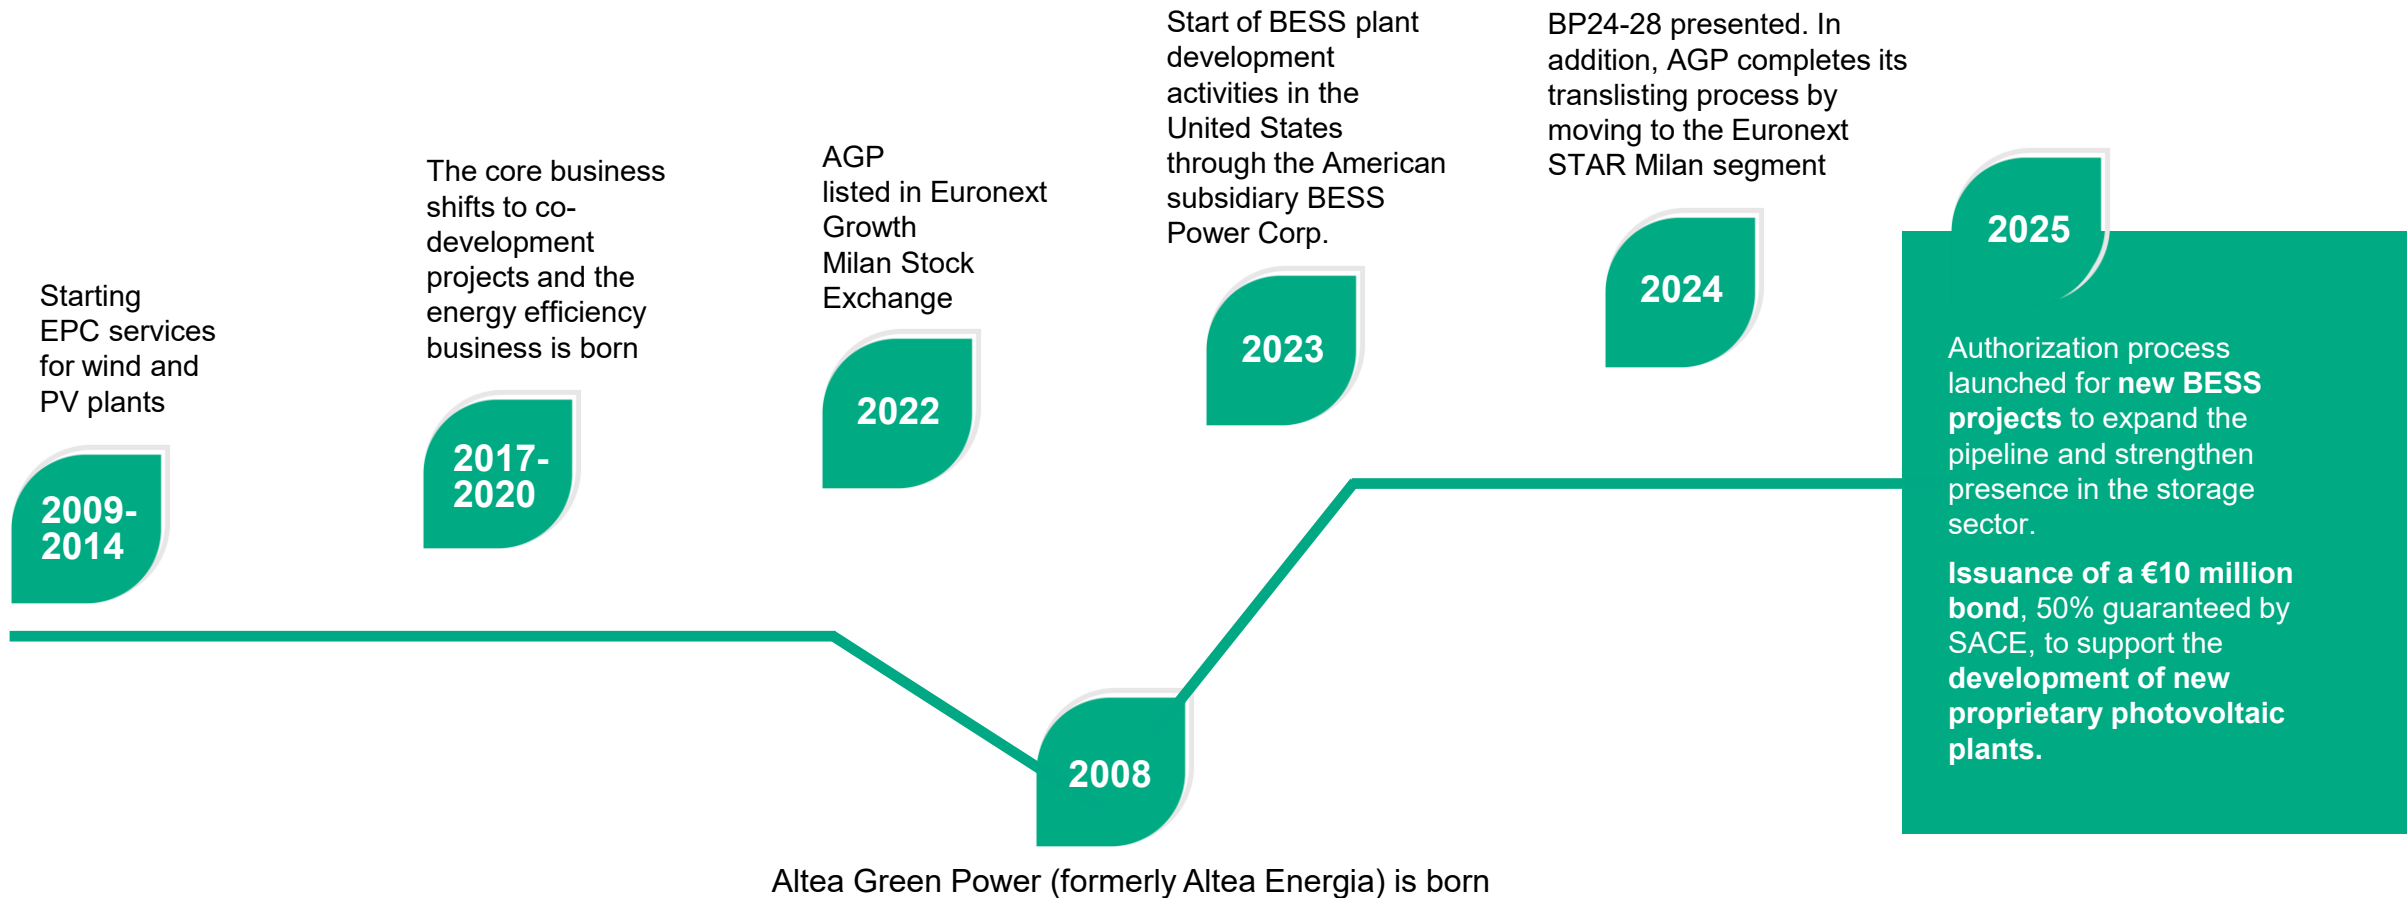 Starting
EPC services
for wind and
PV plants
2009-
2014
The core business
shifts to co-
development
projects and the
energy efficiency
business is born
2017-
2020
AGP
listed in Euronext
Growth
Milan Stock
Exchange
2022
Start of BESS plant
development
activities in the
United States
through the American
subsidiary BESS
Power Corp.
2023
BP24-28 presented. In
addition, AGP completes its
translisting process by
moving to the Euronext
STAR Milan segment
2024
2025
Authorization process
launched for new BESS
projects to expand the
pipeline and strengthen
presence in the storage
sector.
Issuance of a €10 million
bond, 50% guaranteed by
SACE, to support the
development of new
proprietary photovoltaic
plants.
2008
Altea Green Power (formerly Altea Energia) is born